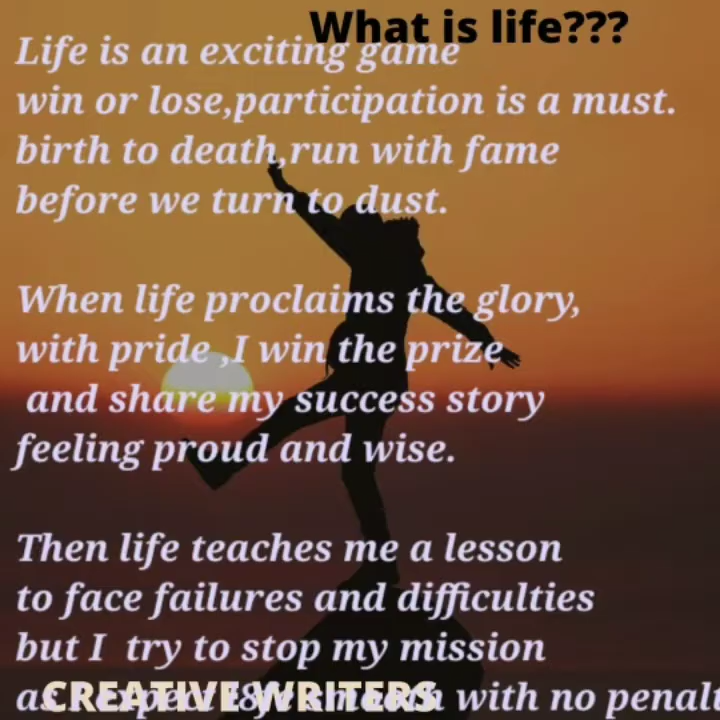 What is life???
Life is an exciting game
win or lose,participation is a must.
birth to death,run with fame
before we turn to dust.
When life proclaims the glory,
with pride ,I win the prize
and share my success story
feeling proud and wise.
Then life teaches me a lesson
to face failures and difficulties
but I try to stop my mission
as I expect with no
CREATIVE WRITERS